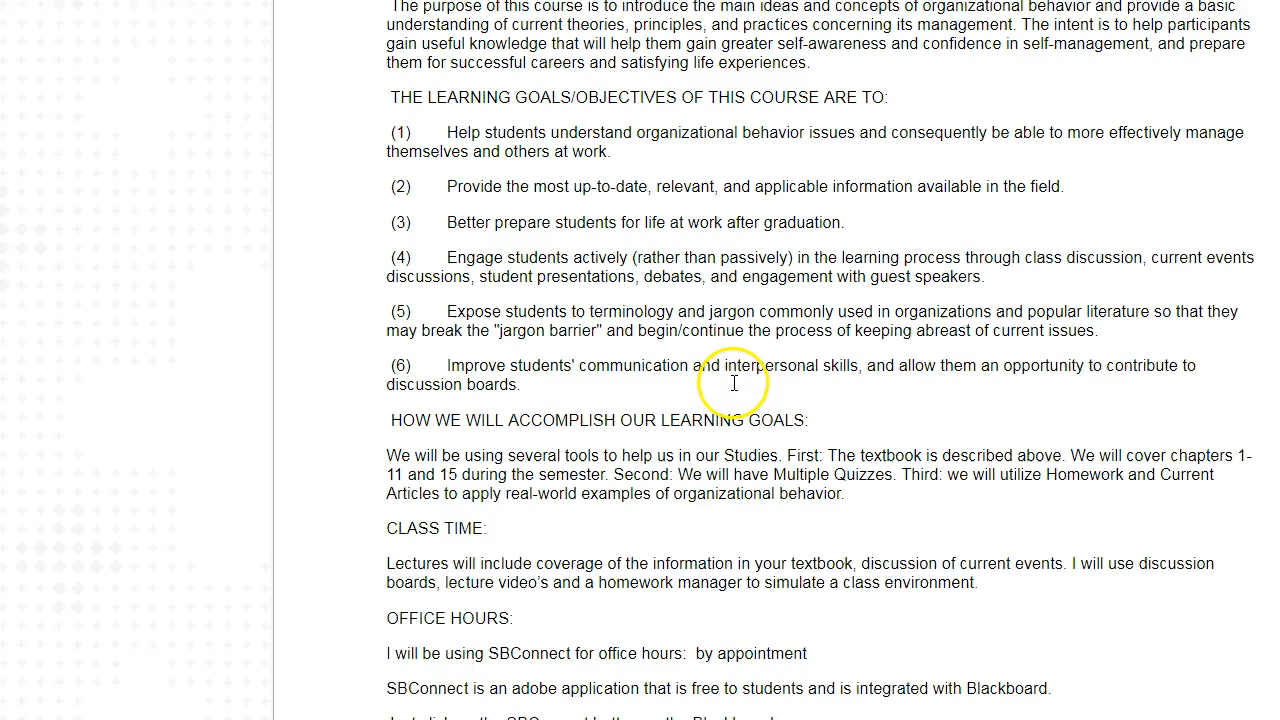 The purpose of this course is to introduce the main ideas and concepts of organizational behavior and provide a basic
understanding of current theories, principles, and practices concerning its management. The intent is to help participants
gain useful knowledge that will help them gain greater self-awareness and confidence in self-management, and prepare
them for successful careers and satisfying life experiences.
THE LEARNING GOALS/OBJECTIVES OF THIS COURSE ARE TO:
(1) Help students understand organizational behavior issues and consequently be able to more effectively manage
themselves and others at work.
(2) Provide the most up-to-date, relevant, and applicable information available in the field.
(3) Better prepare students for life at work after graduation.
(4) Engage students actively (rather than passively) in the learning process through class discussion, current events
discussions, student presentations, debates, and engagement with guest speakers.
(5) Expose students to terminology and jargon commonly used in organizations and popular literature so that they
may break the "jargon barrier" and begin/continue the process of keeping abreast of current issues.
(6) Improve students' communication and interpersonal skills, and allow them an opportunity to contribute to
discussion boards.
HOW WE WILL ACCOMPLISH OUR LEARNING GOALS:
We will be using several tools to help us in our Studies. First: The textbook is described above. We will cover chapters 1-
11 and 15 during the semester. Second: We will have Multiple Quizzes. Third: we will utilize Homework and Current
Articles to apply real-world examples of organizational behavior.
CLASS TIME:
Lectures will include coverage of the information in your textbook, discussion of current events. I will use discussion
boards, lecture video's and a homework manager to simulate a class environment.
OFFICE HOURS:
I will be using SBConnect for office hours: by appointment
SBConnect is an adobe application that is free to students and is integrated with Blackboard.